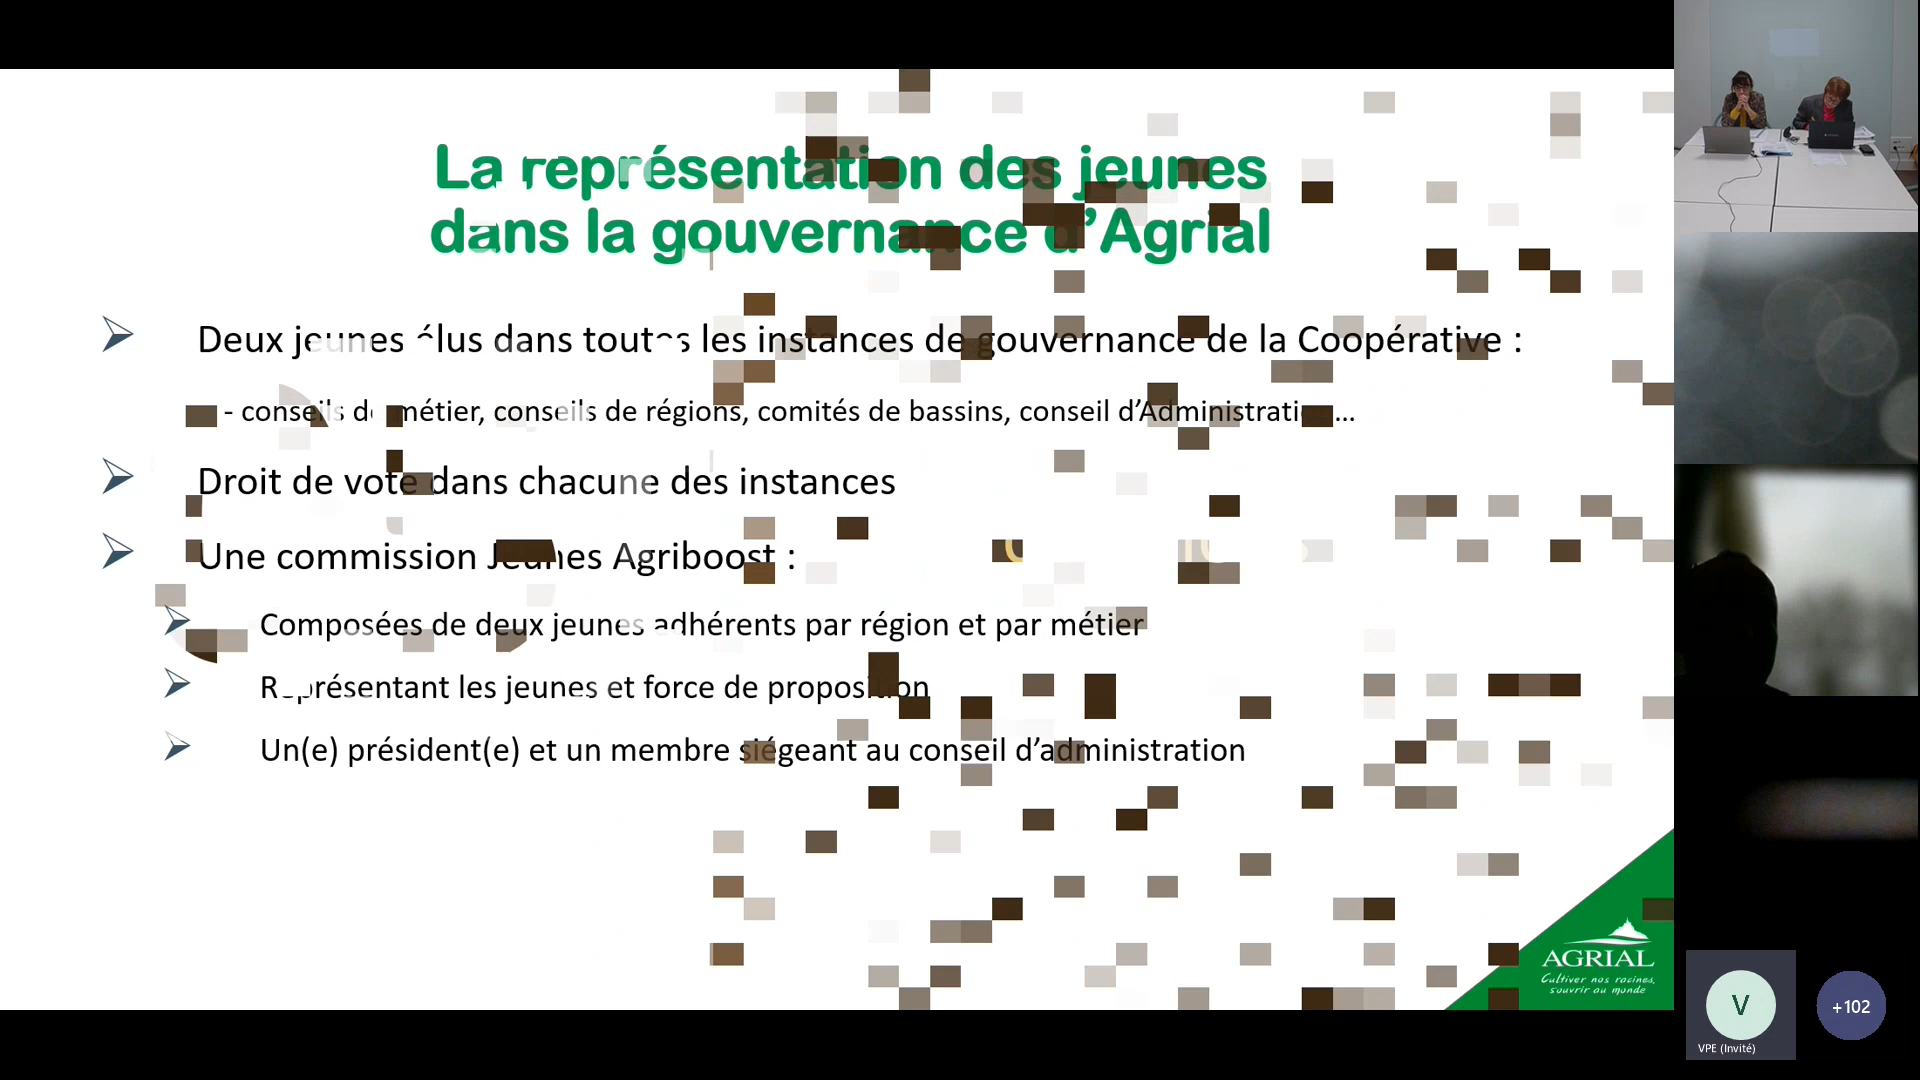 La représentation des jeunes
dans la gouvernance d’Agrial
Deux jeunes élus dans toutes les instances de gouvernance de la Coopérative :
- conseils de métier, conseils de régions, comités de bassins, conseil d’Administration…
Droit de vote dans chacune des instances
Une commission Jeunes Agriboost :
Composées de deux jeunes adhérents par région et par métier
Représentant les jeunes et force de proposition
Un(e) président(e) et un membre siégeant au conseil d’administration
AGRIAL
Cultiver nos racines,
s'ouvrir au monde
V
VPE (Invité)
+102